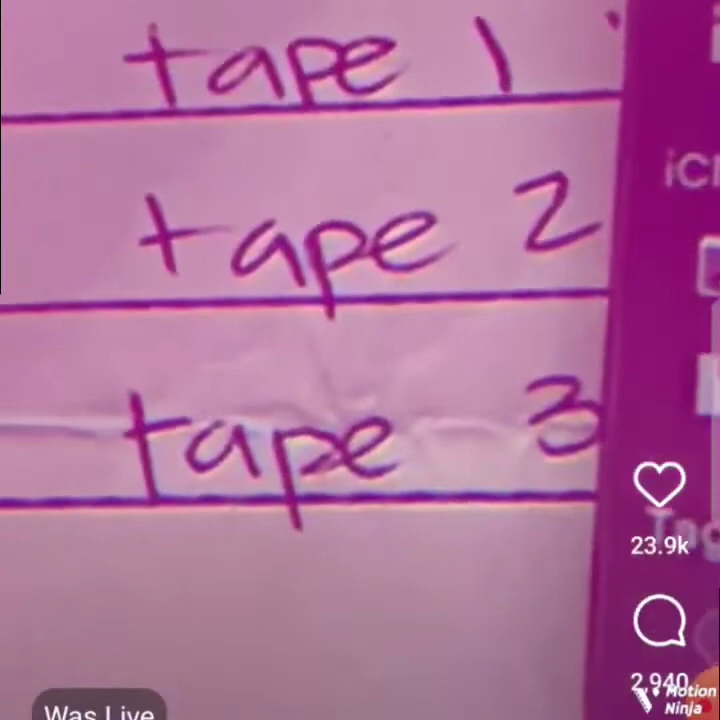 tape 1
tape 2
tape 3
23.9k
2,940
Was Live
Motion
Ninja